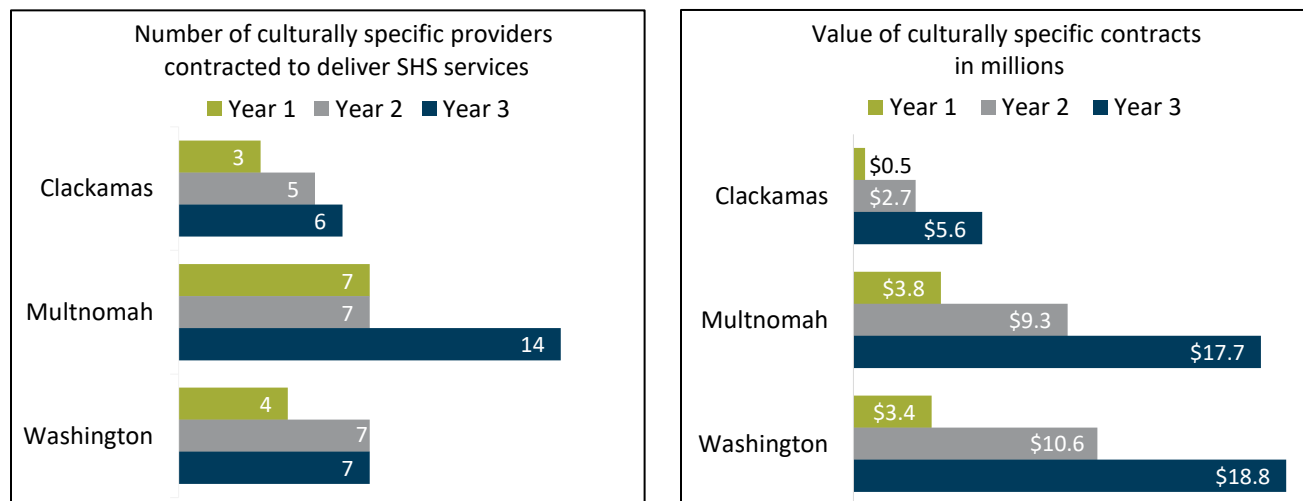 Number of culturally specific providers
contracted to deliver SHS services
Year 1 Year 2 Year 3
Clackamas
3
5
6
Multnomah
7
7
14
Washington
4
7
7
Value of culturally specific contracts
in millions
Year 1 Year 2 Year 3
Clackamas
$0.5
$2.7
$5.6
Multnomah
$3.8
$9.3
$17.7
Washington
$3.4
$10.6
$18.8